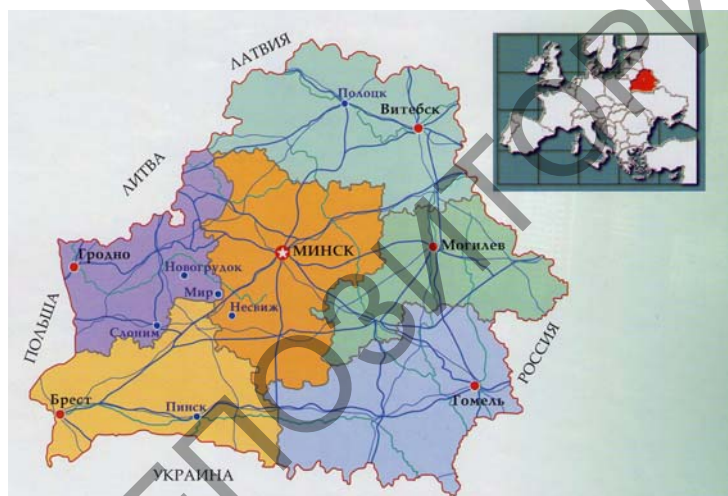 ЛАТВИЯ
Полоцк
Витебск
ЛИТВА
МИНСК
Могилев
Гродно
Новогрудок
Мир
Несвиж
ПОЛЬША
Слоним
РОССИЯ
Брест
Пинск
Гомель
УКРАИНА